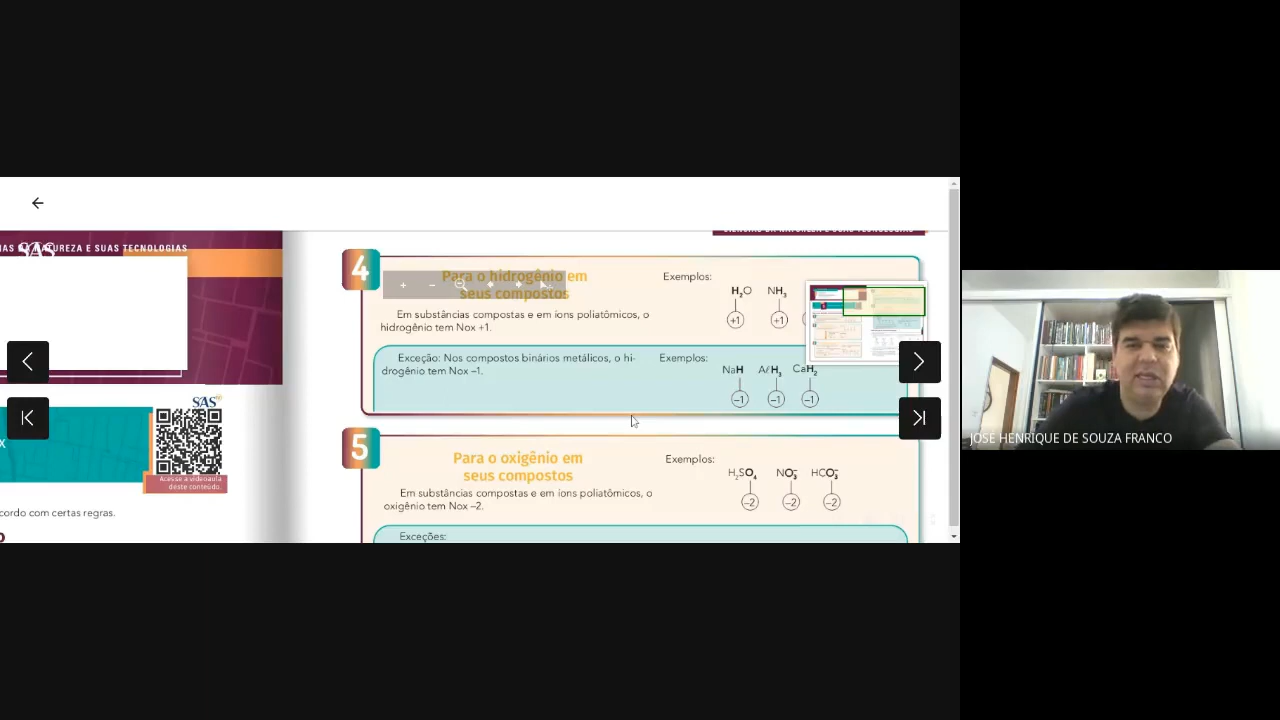 UREZA E SUAS TECNOLOGIAS
SAS
SAS
Acesse a videoaula
deste conteúdo.
cordo com certas regras.
4
Para o hidrogênio em
seus compostos
Em substâncias compostas e em íons poliatômicos, o
hidrogênio tem Nox +1.
Exemplos:
H₂O NH₃
+1 +1
Exceção: Nos compostos binários metálicos, o hi-
drogênio tem Nox –1.
Exemplos:
NaH AℓH₃ CaH₂
–1 –1 –1
5
Para o oxigênio em
seus compostos
Em substâncias compostas e em íons poliatômicos, o
oxigênio tem Nox –2.
Exemplos:
H₂SO₄ NO₃⁻ HCO₃⁻
–2 –2 –2
Exceções:
JOSE HENRIQUE DE SOUZA FRANCO